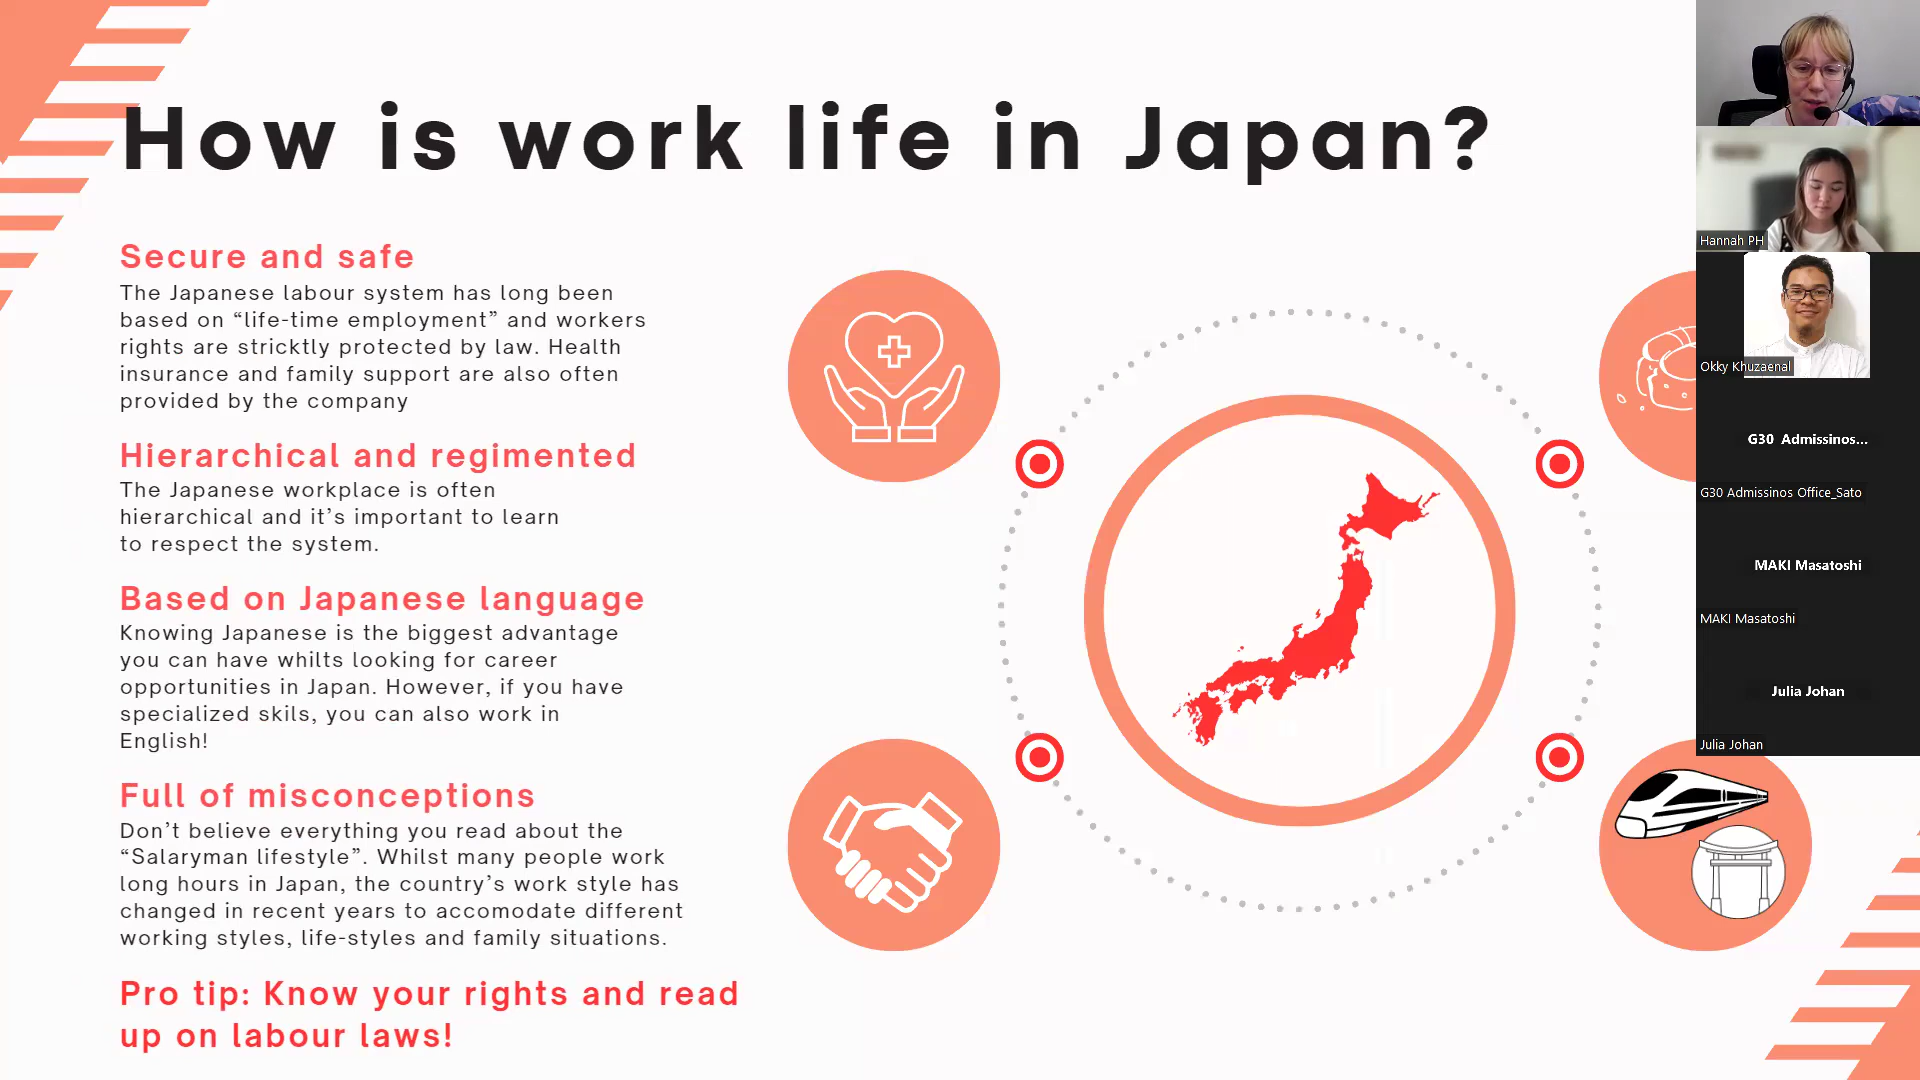 How is work life in Japan?
Secure and safe
The Japanese labour system has long been
based on “life-time employment” and workers
rights are stricktly protected by law. Health
insurance and family support are also often
provided by the company
Hierarchical and regimented
The Japanese workplace is often
hierarchical and it’s important to learn
to respect the system.
Based on Japanese language
Knowing Japanese is the biggest advantage
you can have whilts looking for career
opportunities in Japan. However, if you have
specialized skils, you can also work in
English!
Full of misconceptions
Don’t believe everything you read about the
“Salaryman lifestyle”. Whilst many people work
long hours in Japan, the country’s work style has
changed in recent years to accomodate different
working styles, life-styles and family situations.
Pro tip: Know your rights and read
up on labour laws!
Hannah PH
Okky Khuzaenal
G30 Admissinos...
G30 Admissinos Office_Sato
MAKI Masatoshi
MAKI Masatoshi
Julia Johan
Julia Johan